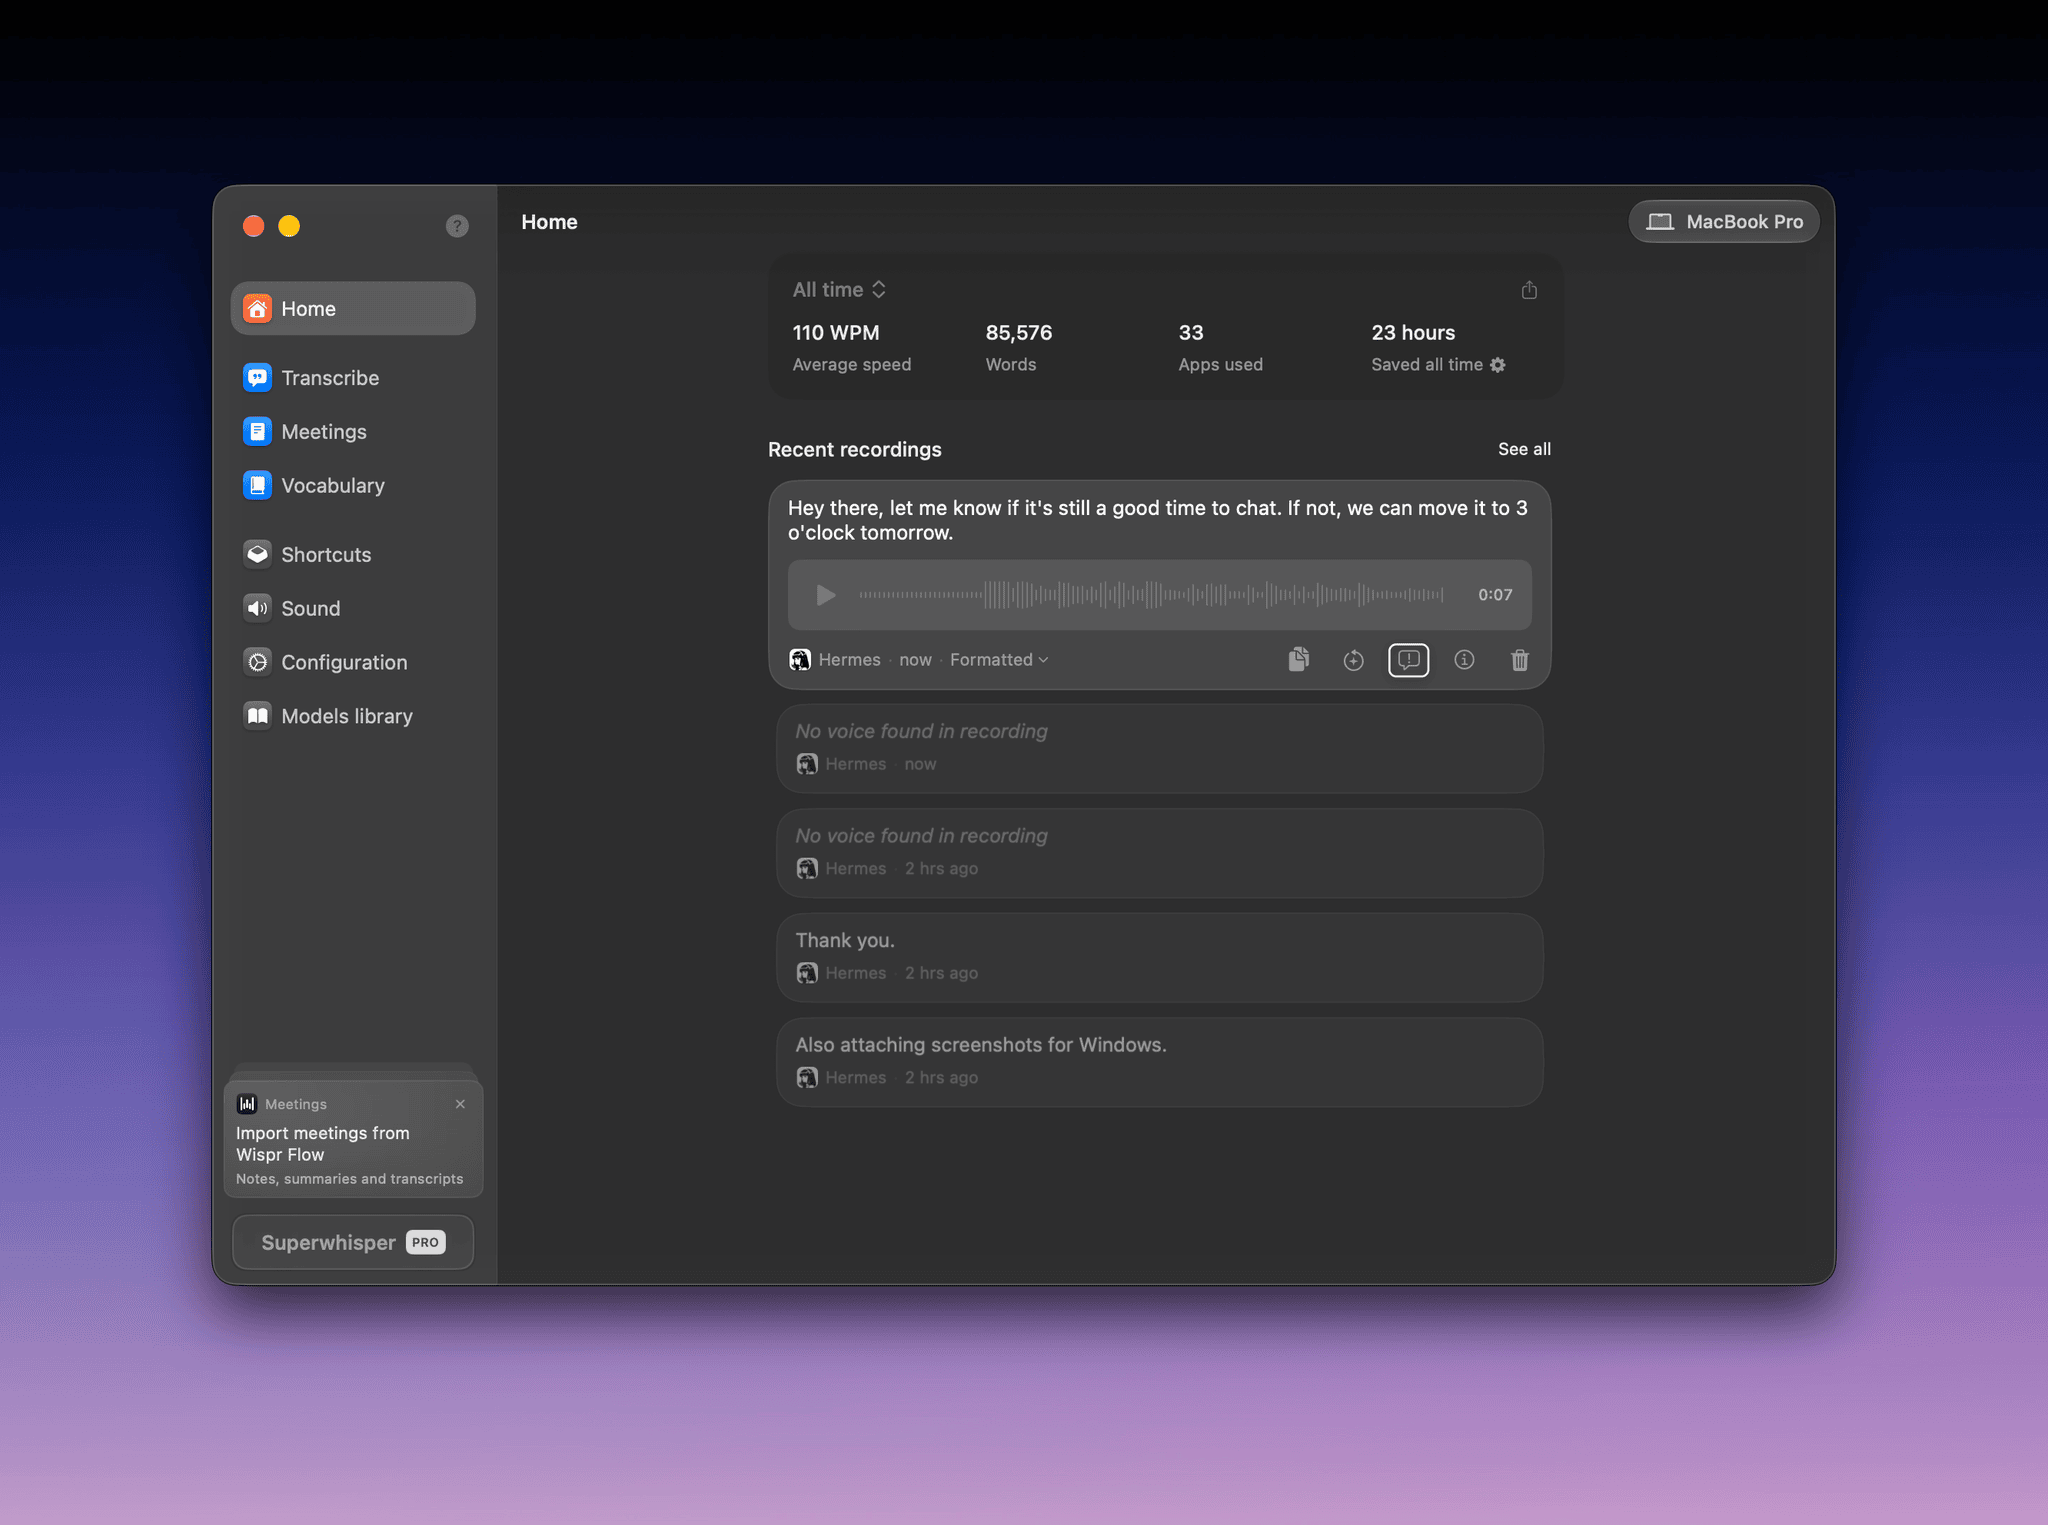 Home
MacBook Pro
Home
Transcribe
Meetings
Vocabulary
Shortcuts
Sound
Configuration
Models library
Meetings
Import meetings from
Wispr Flow
Notes, summaries and transcripts
Superwhisper PRO
All time
110 WPM
Average speed
85,576
Words
33
Apps used
23 hours
Saved all time
Recent recordings
See all
Hey there, let me know if it's still a good time to chat. If not, we can move it to 3
o'clock tomorrow.
0:07
Hermes · now · Formatted
No voice found in recording
Hermes · now
No voice found in recording
Hermes · 2 hrs ago
Thank you.
Hermes · 2 hrs ago
Also attaching screenshots for Windows.
Hermes · 2 hrs ago